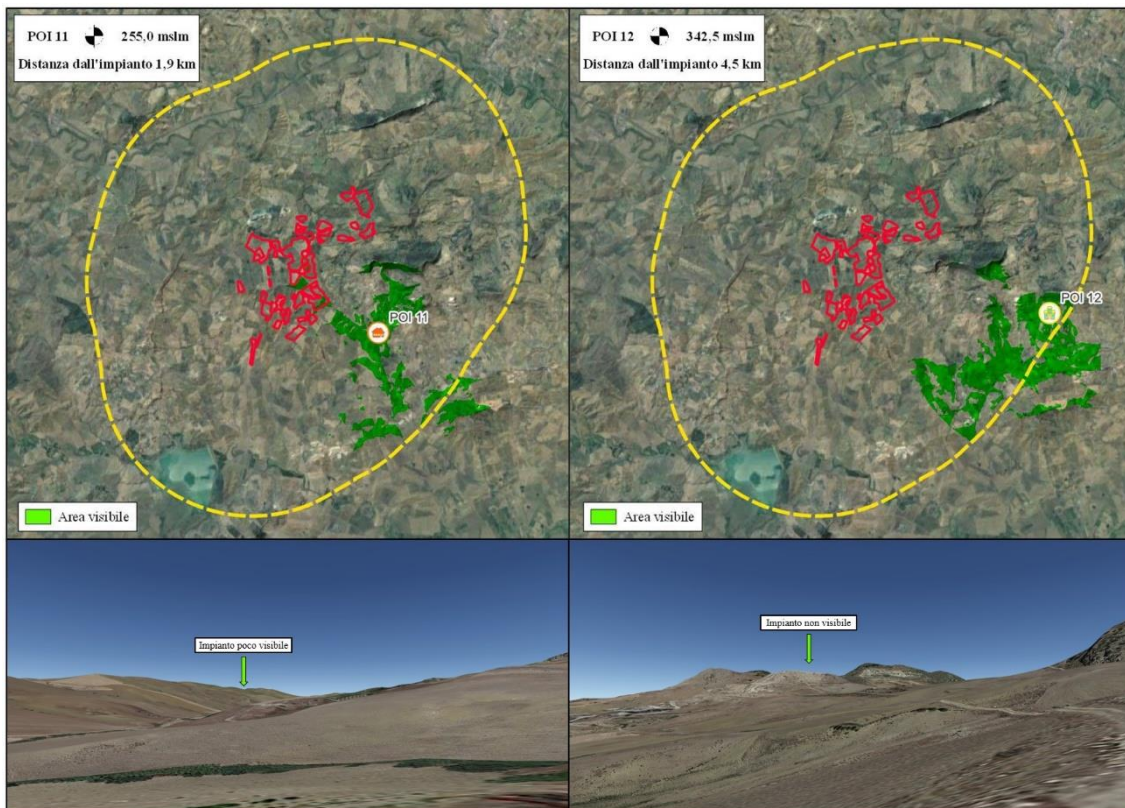 POI 11 255,0 mslm
Distanza dall'impianto 1,9 km
POI 11
Area visibile
POI 12 342,5 mslm
Distanza dall'impianto 4,5 km
POI 12
Area visibile
Impianto poco visibile
Impianto non visibile